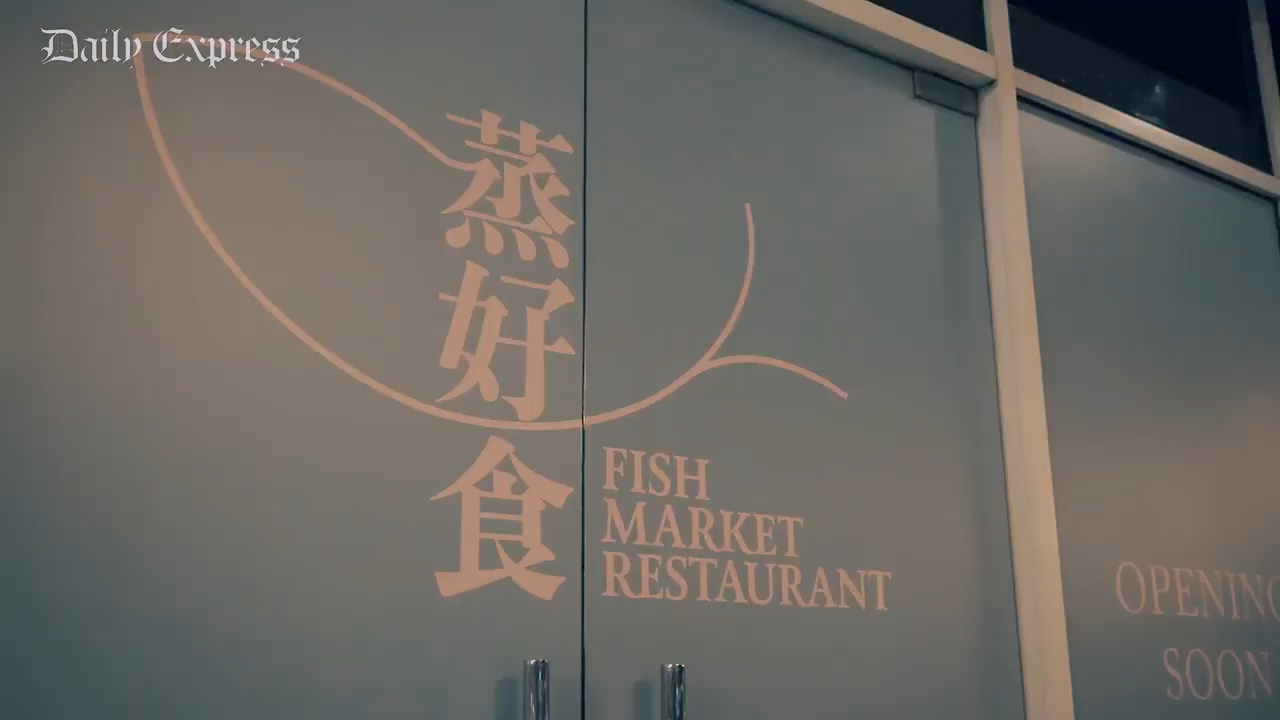 Daily Express
蒸好食
FISH
MARKET
RESTAURANT
OPENING
SOON